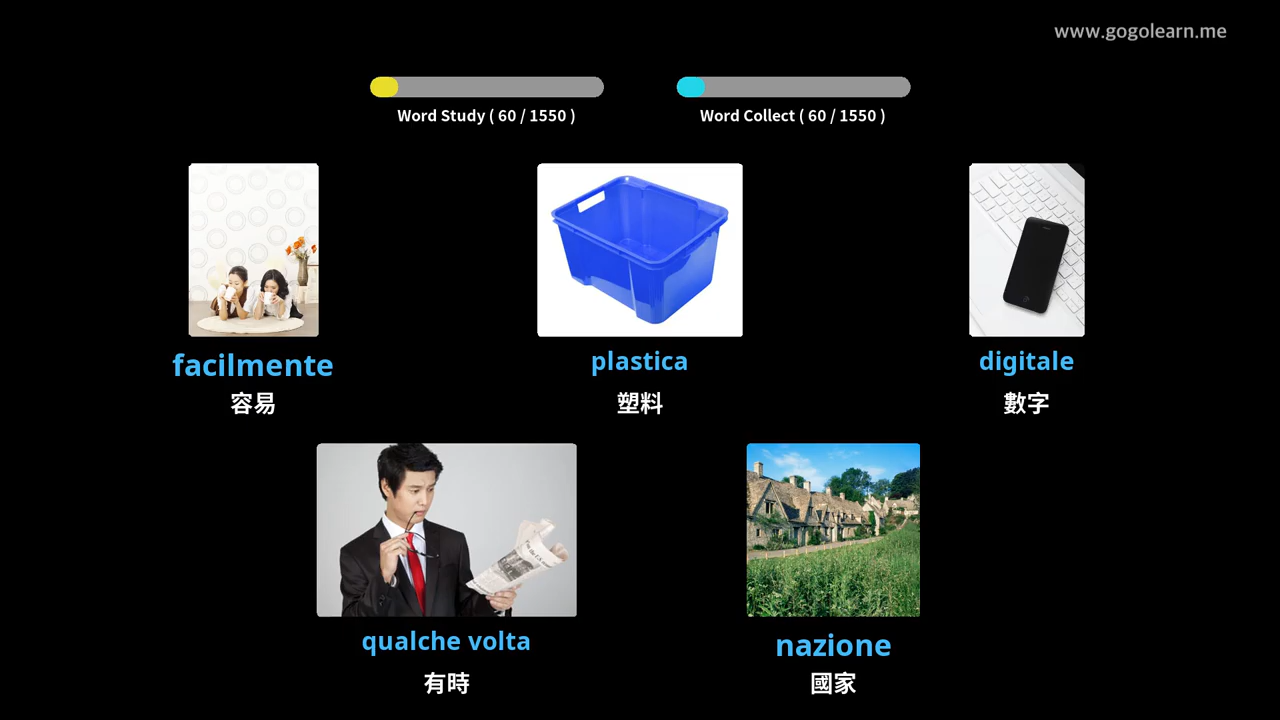 www.gogolearn.me
Word Study ( 60 / 1550 )
Word Collect ( 60 / 1550 )
facilmente
容易
plastica
塑料
digitale
數字
qualche volta
有時
nazione
國家